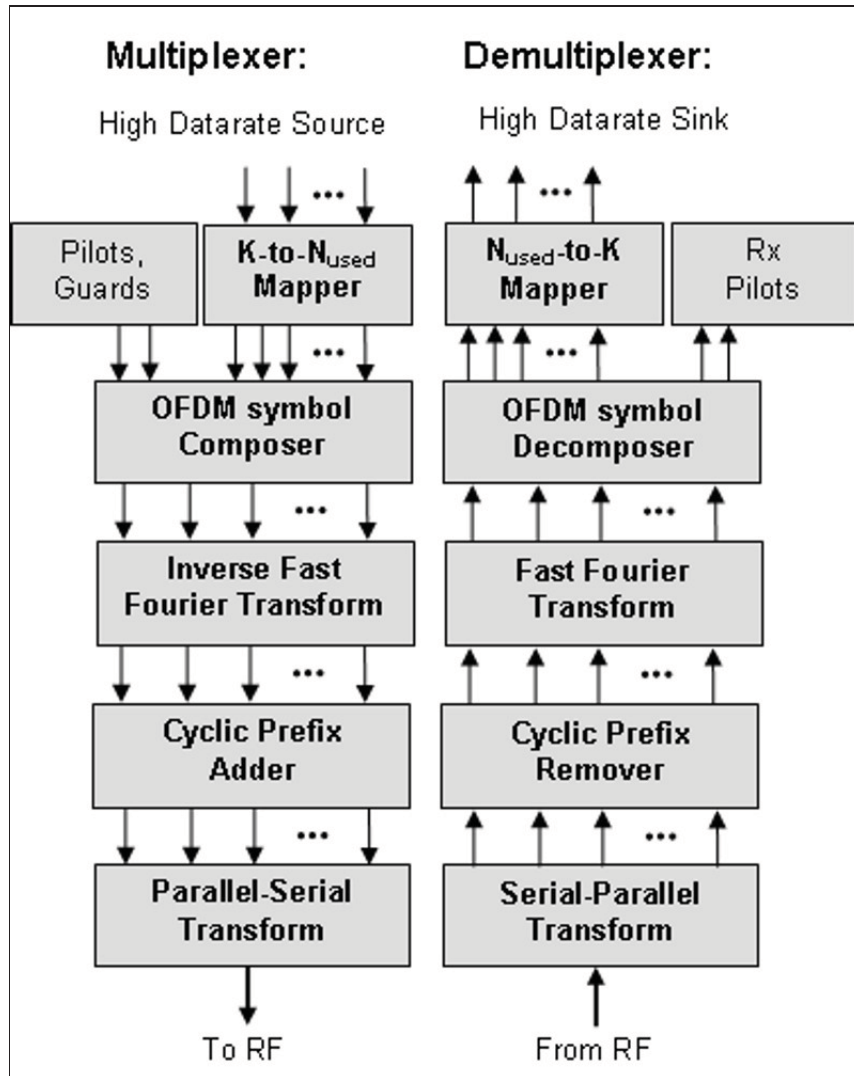 Multiplexer:
High Datarate Source
•••
Pilots,
Guards
K-to-Nused
Mapper
•••
OFDM symbol
Composer
•••
Inverse Fast
Fourier Transform
•••
Cyclic Prefix
Adder
•••
Parallel-Serial
Transform
To RF
Demultiplexer:
High Datarate Sink
•••
Nused-to-K
Mapper
Rx
Pilots
•••
OFDM symbol
Decomposer
•••
Fast Fourier
Transform
•••
Cyclic Prefix
Remover
•••
Serial-Parallel
Transform
From RF